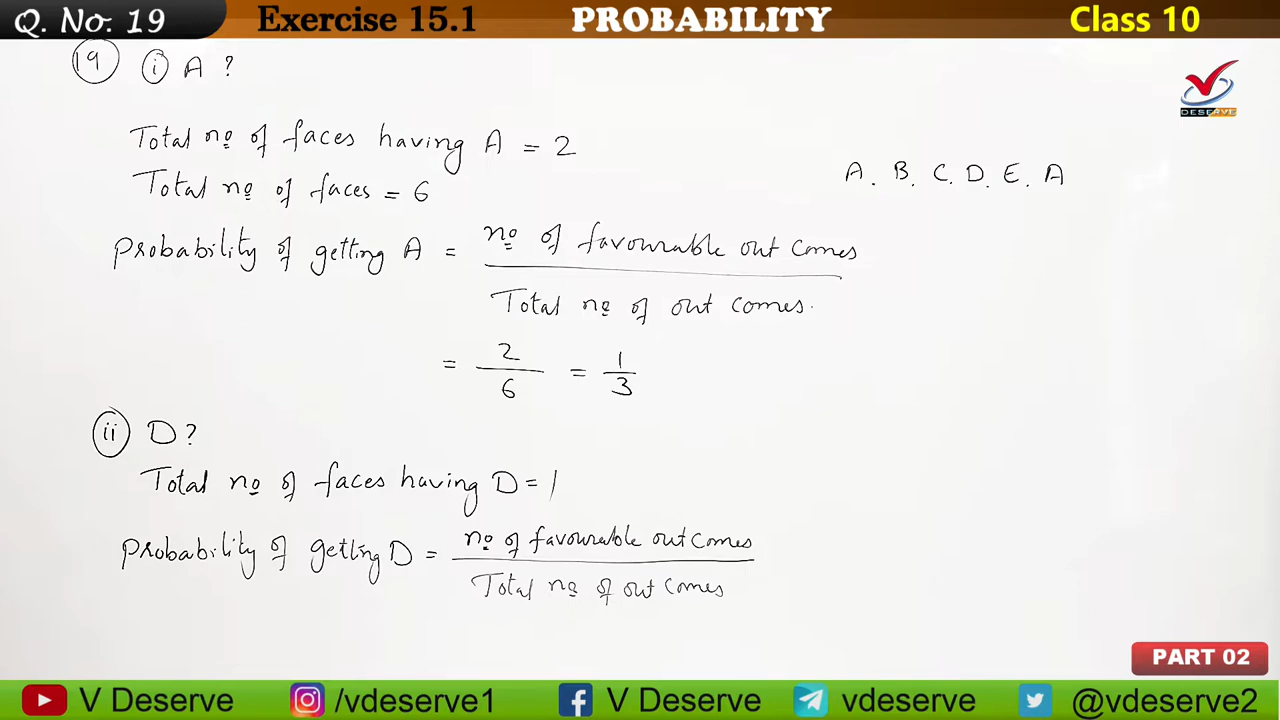 Q. No. 19 Exercise 15.1 PROBABILITY Class 10
19 i A ?
DESERVE
Total no of faces having A = 2
A. B. C. D. E. A
Total no of faces = 6
Probability of getting A = no of favourable out comes
Total no of out comes.
= 2/6 = 1/3
ii D?
Total no of faces having D = 1
Probability of getting D = no of favourable out comes
Total no of out comes
PART 02
V Deserve /vdeserve1 V Deserve vdeserve @vdeserve2